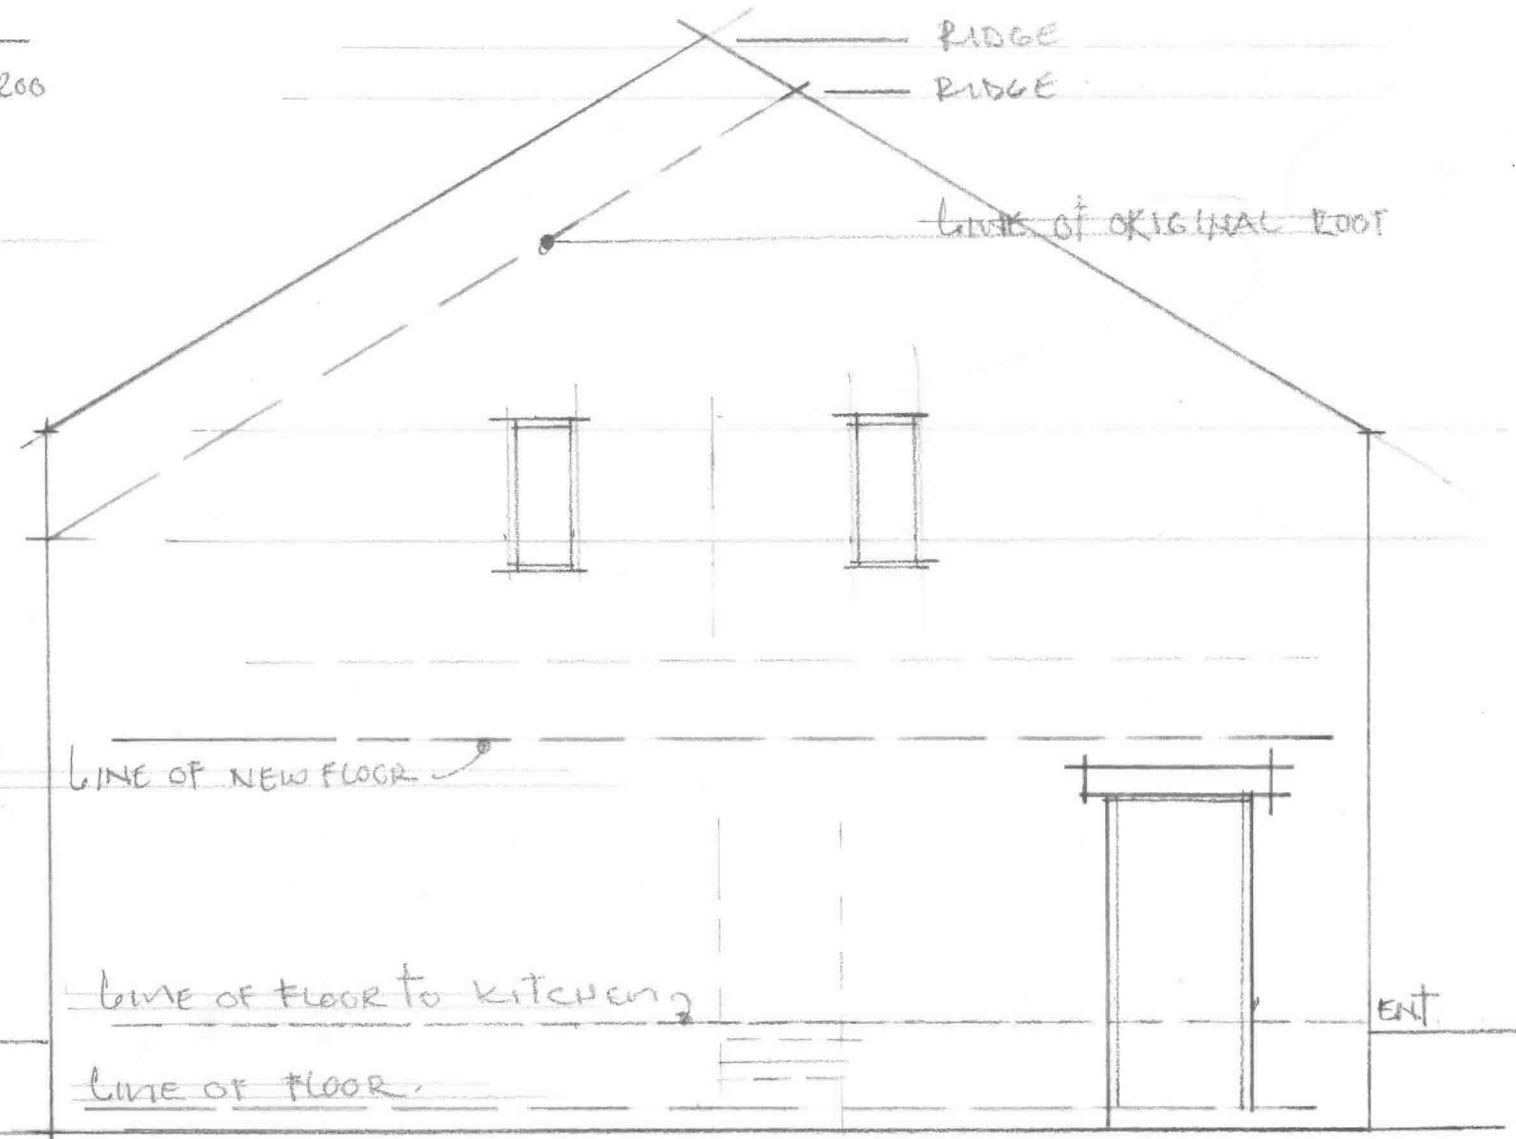 RIDGE
200
RIDGE
LINE OF ORIGINAL ROOF
LINE OF NEW FLOOR
LINE OF FLOOR TO KITCHEN
ENT
LINE OF FLOOR.